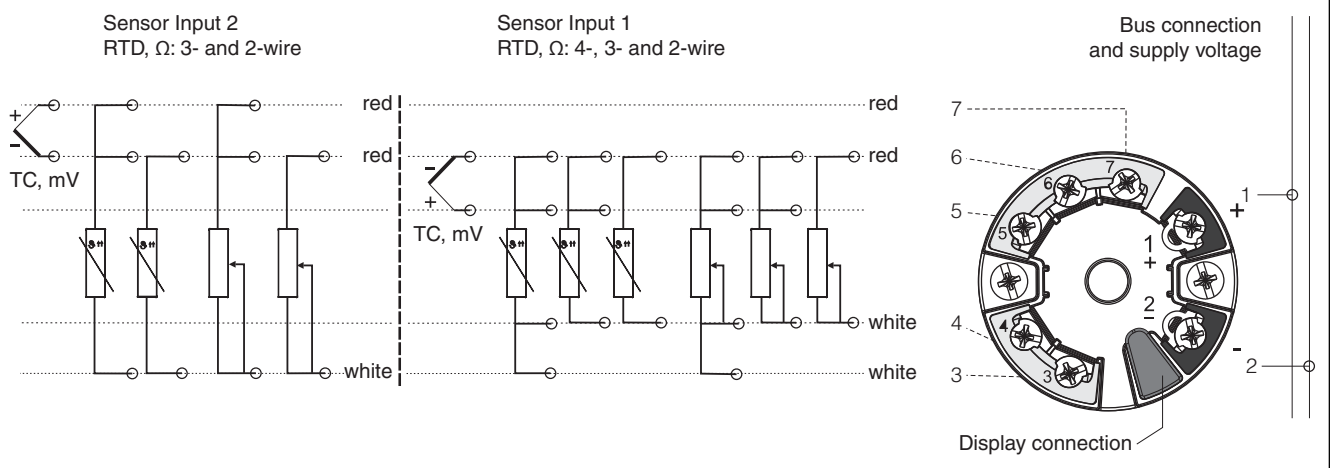 Sensor Input 2
RTD, Ω: 3- and 2-wire
Sensor Input 1
RTD, Ω: 4-, 3- and 2-wire
Bus connection
and supply voltage
+
-
TC, mV
red
red
white
-
+
TC, mV
red
red
white
white
7
6
5
4
3
7
6
5
4
3
1
+
2
-
1
+
-
2
Display connection